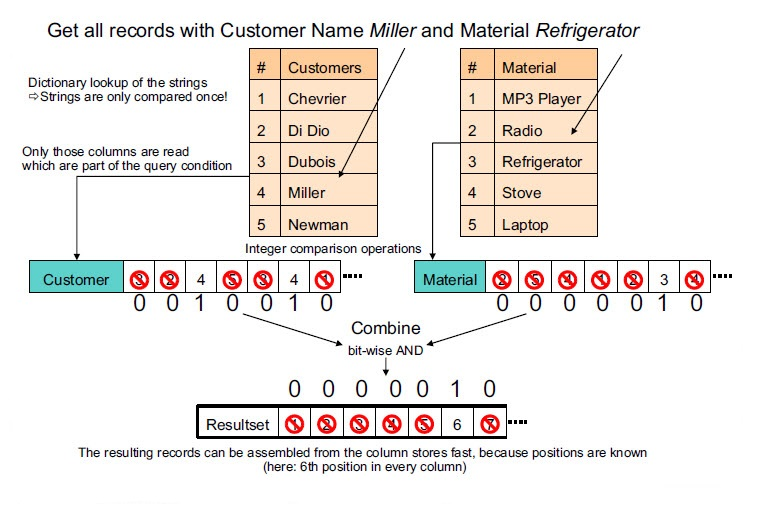 Get all records with Customer Name Miller and Material Refrigerator
Dictionary lookup of the strings
⇨Strings are only compared once!
# Customers
1 Chevrier
2 Di Dio
3 Dubois
4 Miller
5 Newman
# Material
1 MP3 Player
2 Radio
3 Refrigerator
4 Stove
5 Laptop
Only those columns are read
which are part of the query condition
Integer comparison operations
Customer 3 2 4 5 3 4 1
0 0 1 0 0 1 0
Material 2 5 4 1 2 3 4
0 0 0 0 0 1 0
Combine
bit-wise AND
0 0 0 0 0 1 0
Resultset 1 2 3 4 5 6 7
The resulting records can be assembled from the column stores fast, because positions are known
(here: 6th position in every column)